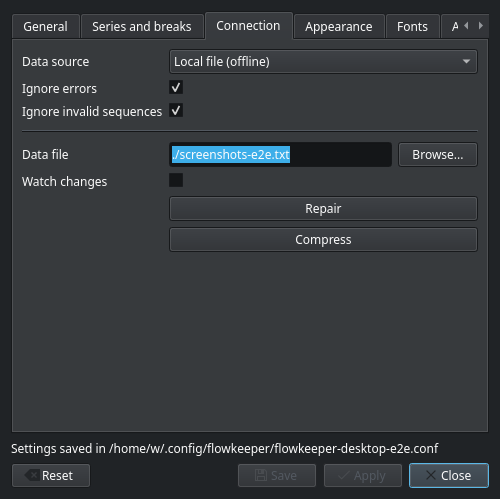 General Series and breaks Connection Appearance Fonts A
Data source Local file (offline)
Ignore errors
Ignore invalid sequences
Data file ./screenshots-e2e.txt Browse...
Watch changes
Repair
Compress
Settings saved in /home/w/.config/flowkeeper/flowkeeper-desktop-e2e.conf
Reset Save Apply Close